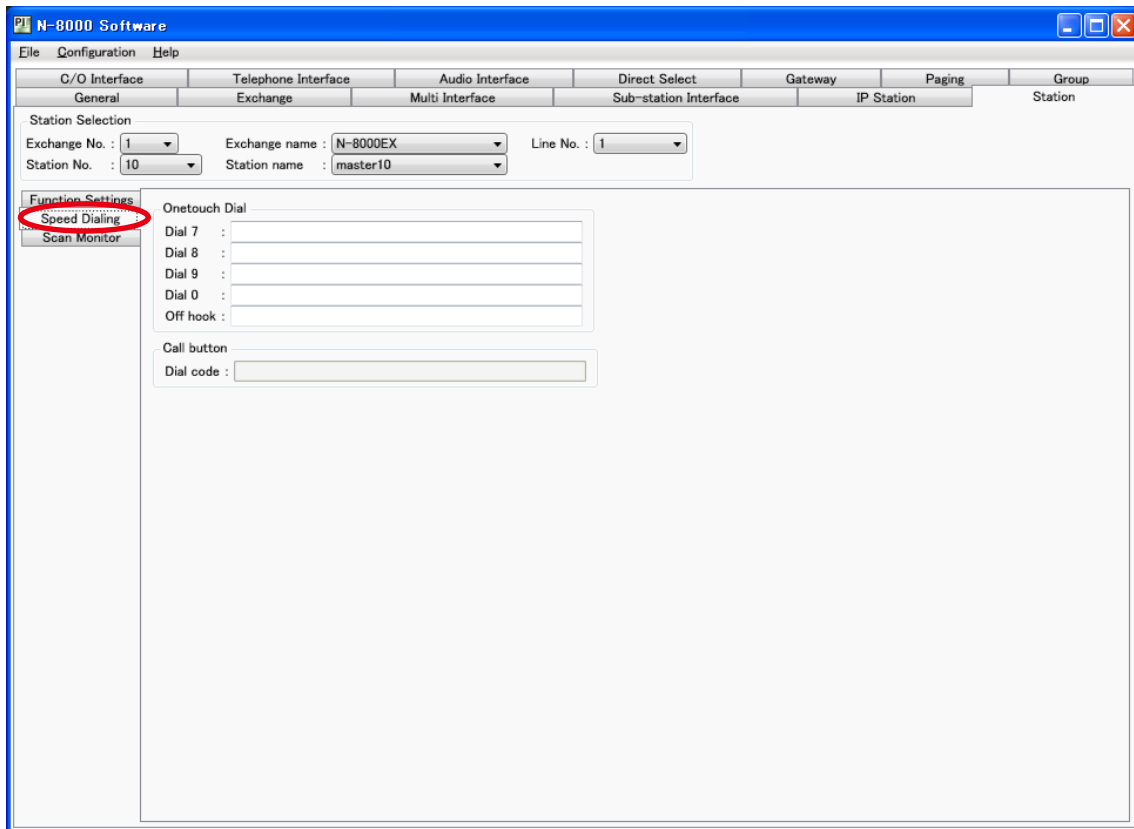 N-8000 Software
File Configuration Help
C/O Interface Telephone Interface Audio Interface Direct Select Gateway Paging Group
General Exchange Multi Interface Sub-station Interface IP Station Station
Station Selection
Exchange No. : 1 Exchange name : N-8000EX Line No. : 1
Station No. : 10 Station name : master10
Function Settings
Speed Dialing
Scan Monitor
Onetouch Dial
Dial 7 :
Dial 8 :
Dial 9 :
Dial 0 :
Off hook :
Call button
Dial code :